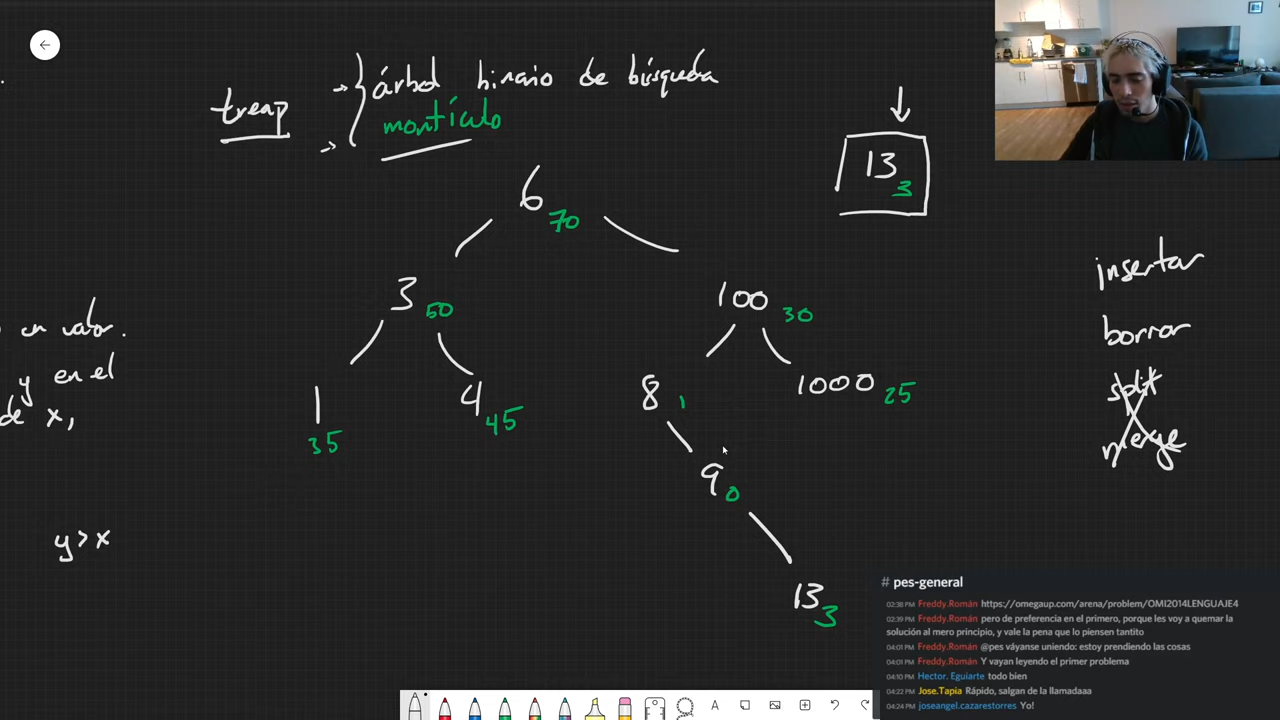 treap
→ árbol binario de búsqueda
→ montículo
13 3
6 70
3 50
100 30
1 35
4 45
8 1
1000 25
9 0
13 3
en valor.
y en el
de x,
y > x
insertar
borrar
split
merge
# pes-general
02:38 PM Freddy.Román https://omegaup.com/arena/problem/OMI2014LENGUAJE4
02:39 PM Freddy.Román pero de preferencia en el primero, porque les voy a quemar la
solución al mero principio, y vale la pena que lo piensen tantito
04:01 PM Freddy.Román @pes váyanse uniendo: estoy prendiendo las cosas
04:01 PM Freddy.Román Y vayan leyendo el primer problema
04:10 PM Hector. Eguiarte todo bien
04:22 PM Jose.Tapia Rápido, salgan de la llamadaaa
04:24 PM joseangel.cazarestorres Yo!
A